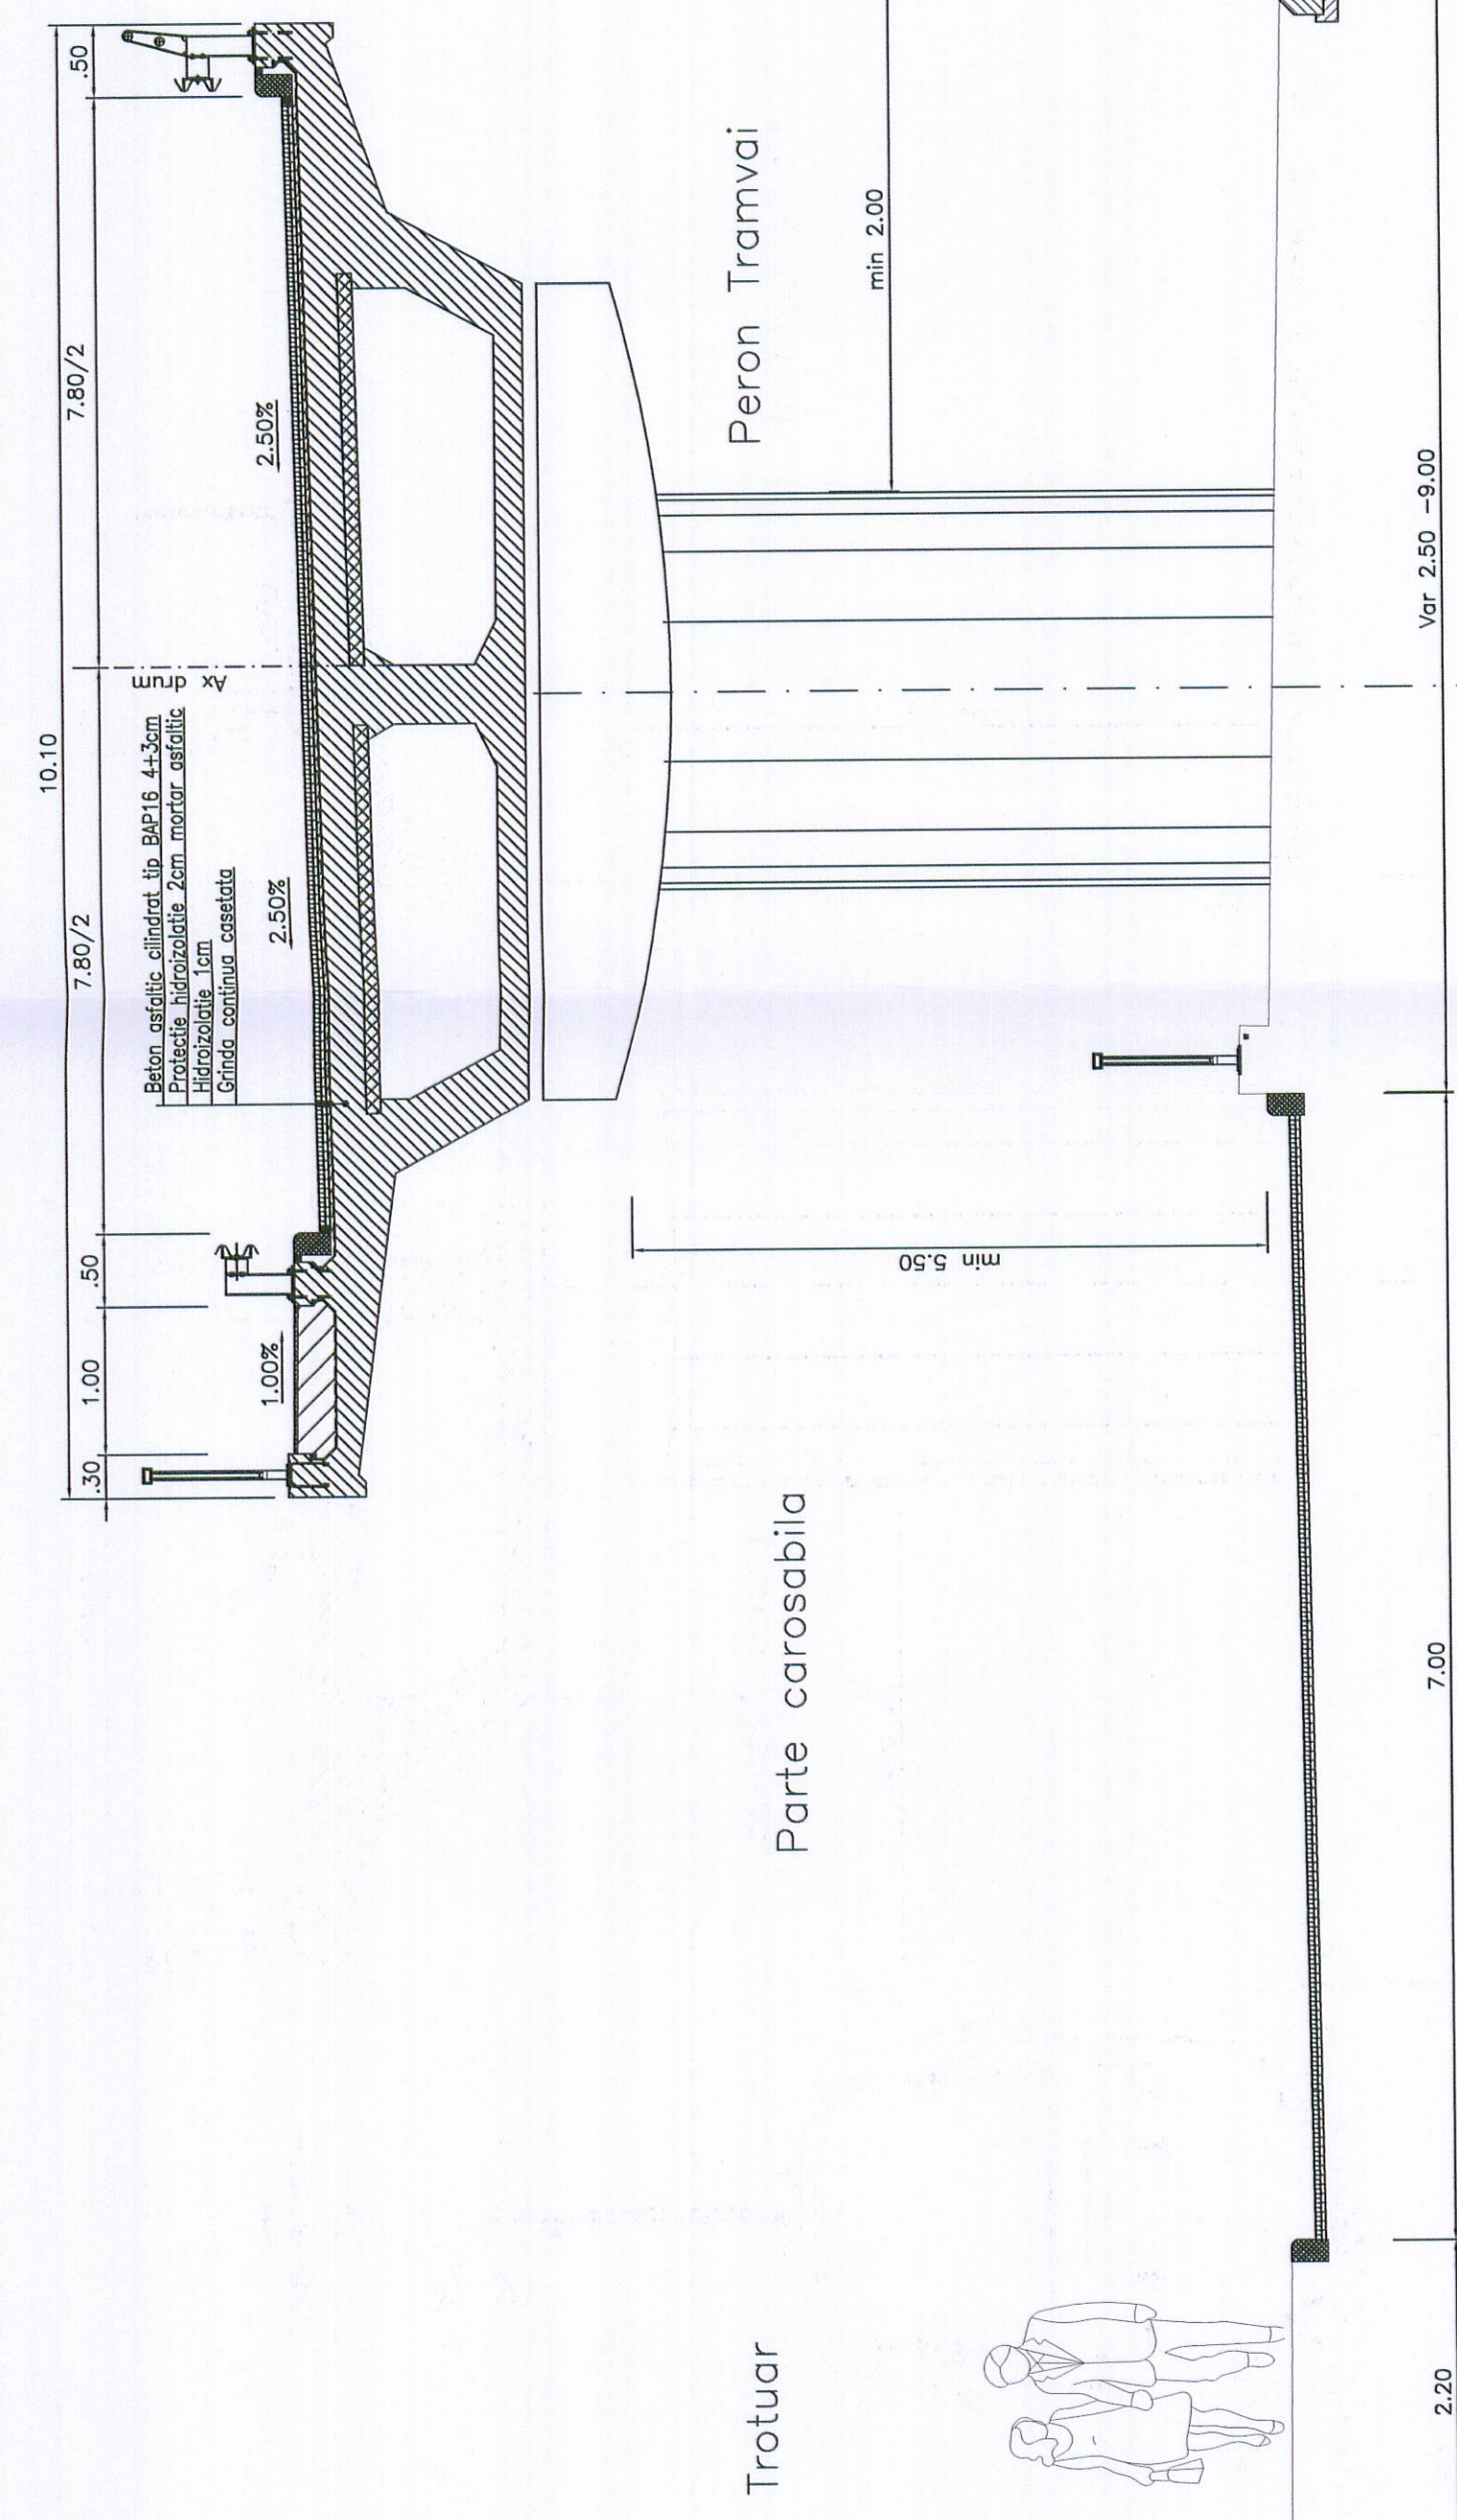 10.10
.30
1.00
.50
7.80/2
7.80/2
.50
Beton asfaltic cilindrat tip BAP16 4+3cm
Protectie hidroizolatie 2cm mortar asfaltic
Hidroizolatie 1cm
Grinda continua casetata
Ax drum
1.00%
2.50%
2.50%
Trotuar
Parte carosabila
Peron Tramvai
min 5.50
min 2.00
2.20
7.00
Var 2.50 -9.00